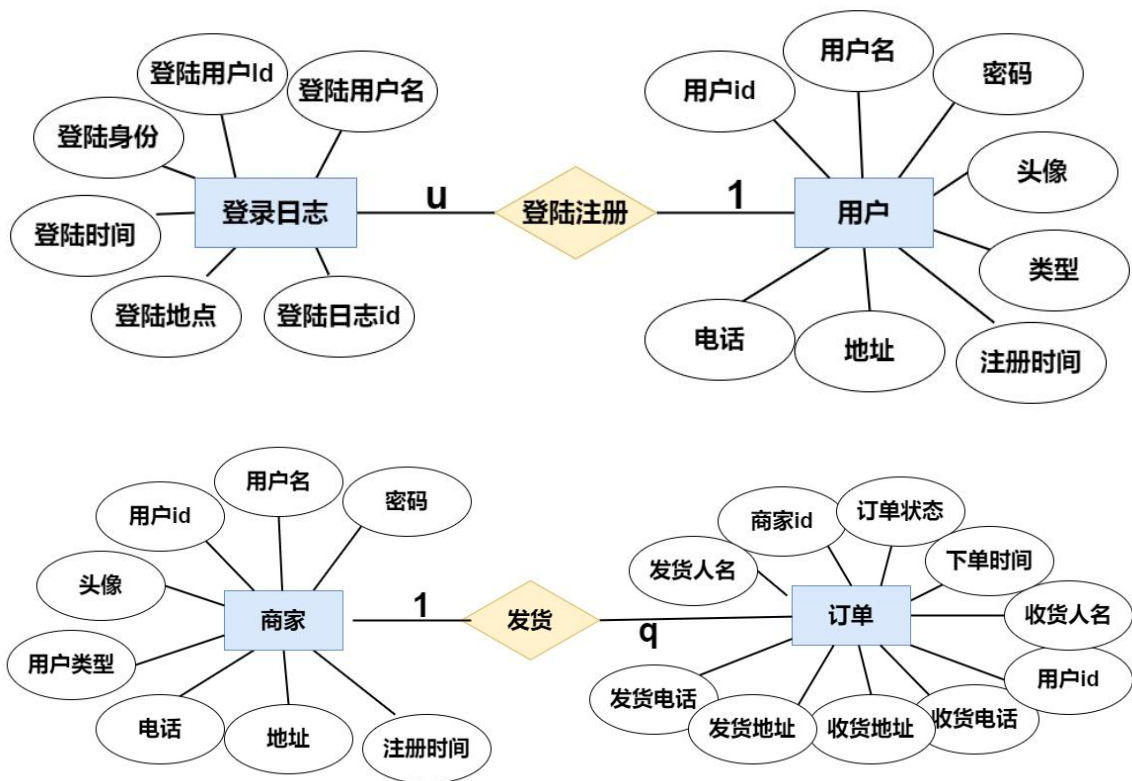 登陆用户Id
登陆用户名
登陆身份
登录日志
登陆时间
登陆地点
登陆日志id
u
登陆注册
1
用户名
用户id
密码
头像
用户
类型
电话
地址
注册时间
用户名
用户id
密码
头像
商家
用户类型
电话
地址
注册时间
1
发货
q
商家id
订单状态
发货人名
下单时间
订单
收货人名
用户id
发货电话
发货地址
收货地址
收货电话